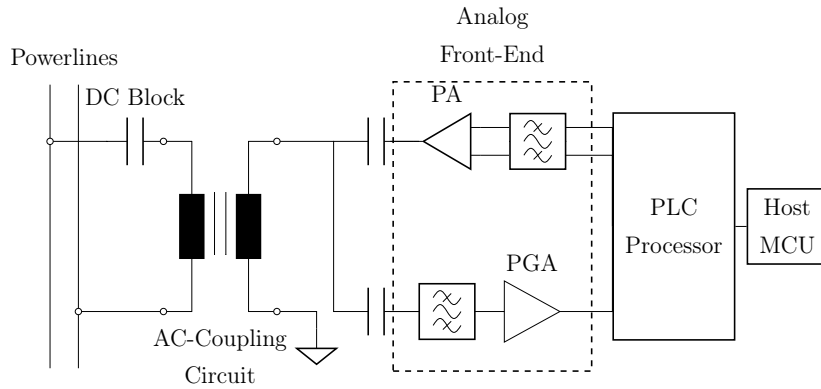 Analog
Front-End
Powerlines
DC Block
PA
PLC
Processor
Host
MCU
PGA
AC-Coupling
Circuit